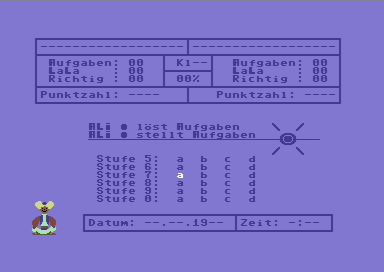 ------------------ ------------------
Aufgaben: 00 K1-- Aufgaben: 00
LaLa : 00 LaLa : 00
Richtig : 00 00% Richtig : 00
Punktzahl: ---- Punktzahl: ----
ALi ● löst Aufgaben
ALi ● stellt Aufgaben
Stufe 5: a b c d
Stufe 6: a b c d
Stufe 7: a b c d
Stufe 8: a b c d
Stufe 9: a b c d
Stufe 0: a b c d
Datum: --.--.19-- Zeit: -:--